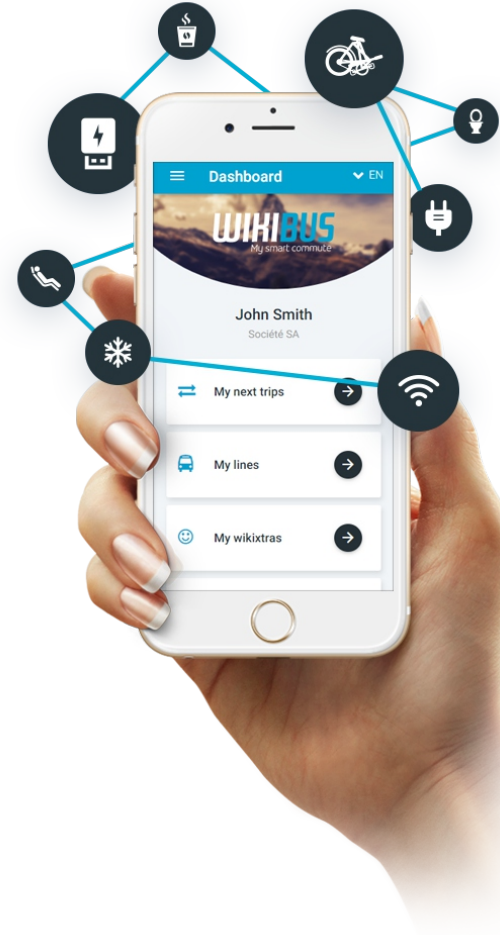 Dashboard
EN
WIKIBUS
My smart commute
John Smith
Société SA
My next trips
My lines
My wikixtras